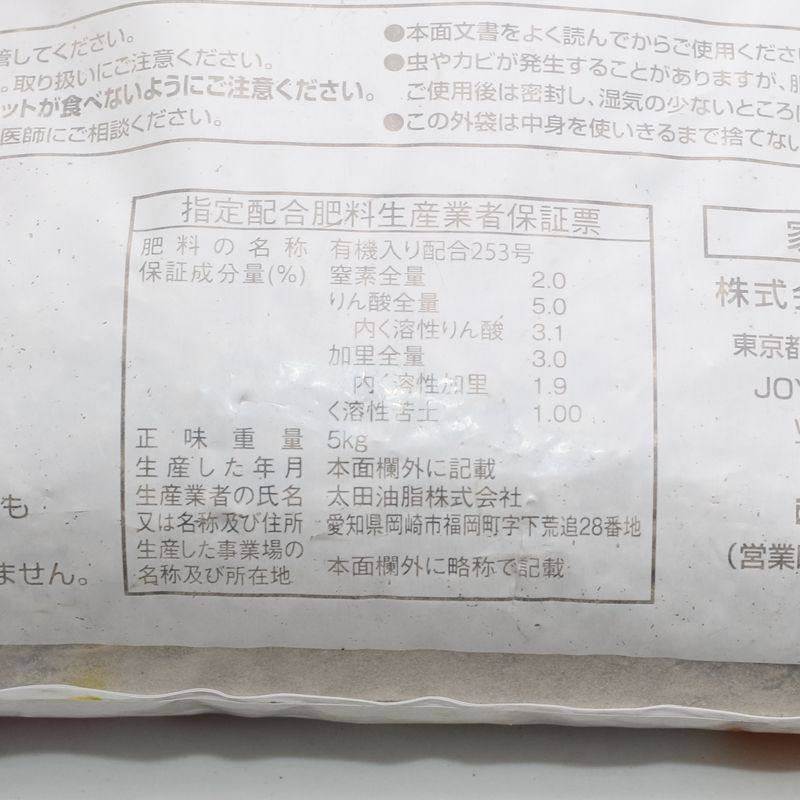 管してください。
。取り扱いにご注意ください。
ットが食べないようにご注意ください。
医師にご相談ください。
●本面文書をよく読んでからご使用くださ
●虫やカビが発生することがありますが、肥
ご使用後は密封し、湿気の少ないところに
●この外袋は中身を使いきるまで捨てない
指定配合肥料生産業者保証票
肥料の名称 有機入り配合253号
保証成分量(%) 窒素全量 2.0
りん酸全量 5.0
内く溶性りん酸 3.1
加里全量 3.0
内く溶性加里 1.9
く溶性苦土 1.00
正味重量 5kg
生産した年月 本面欄外に記載
生産業者の氏名 太田油脂株式会社
又は名称及び住所 愛知県岡崎市福岡町字下荒追28番地
生産した事業場の
名称及び所在地 本面欄外に略称で記載
株式会
東京都
JOY
(営業時
も
ません。